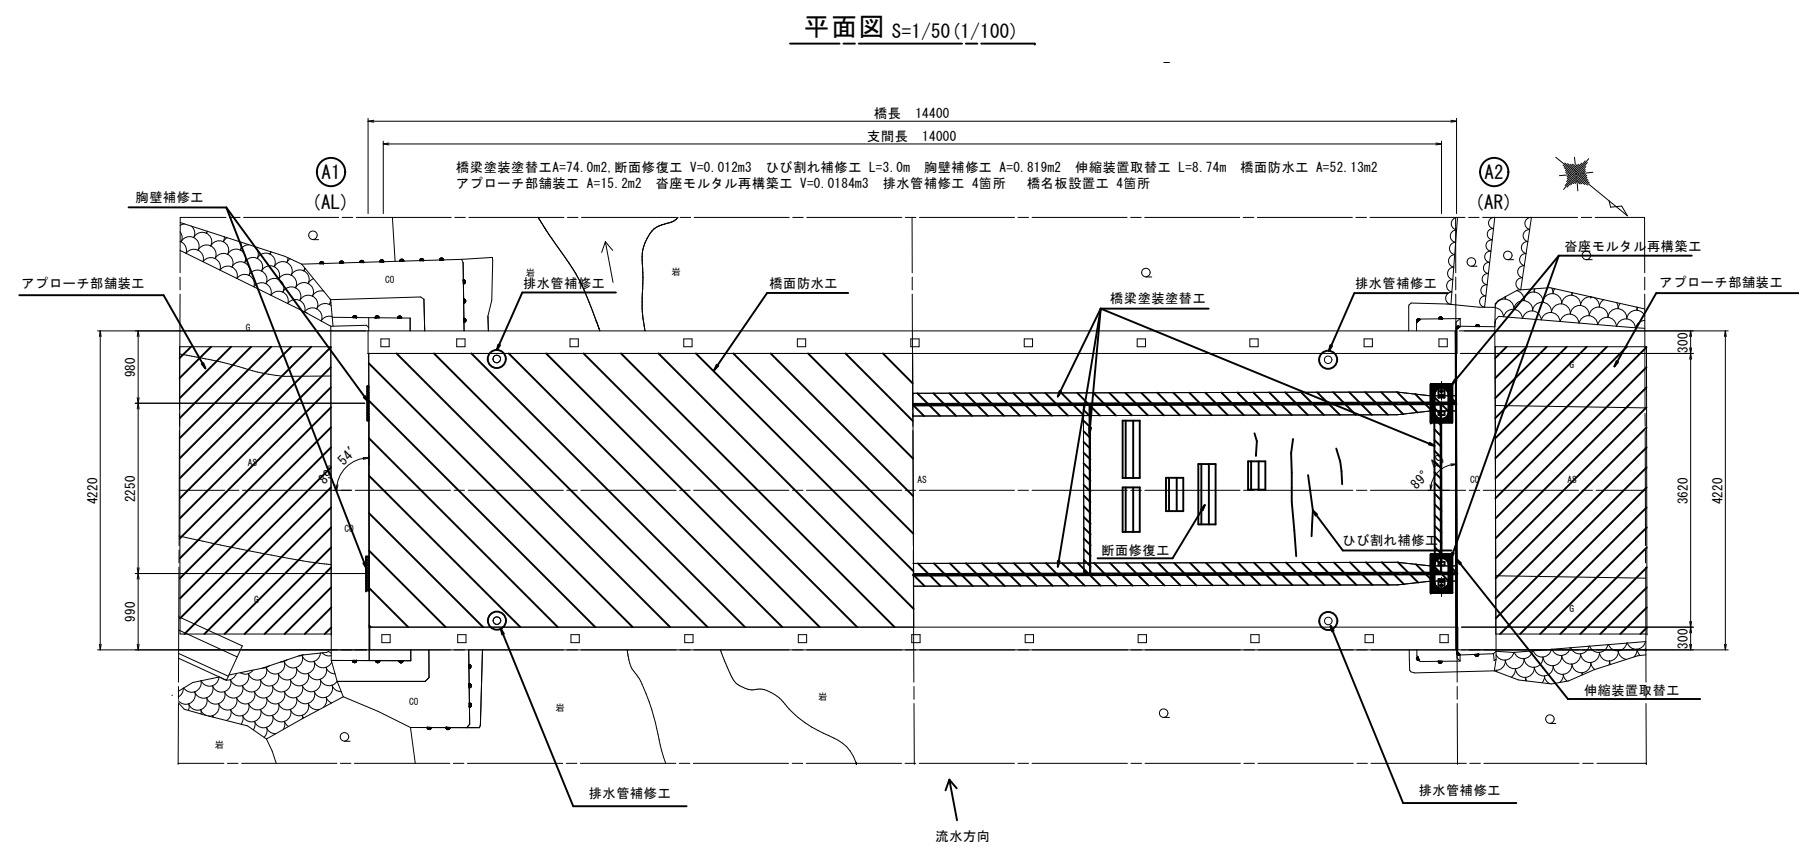 平面図 S=1/50(1/100)
橋長 14400
支間長 14000
橋梁塗装塗替工A=74.0m2,断面修復工 V=0.012m3 ひび割れ補修工 L=3.0m 胸壁補修工 A=0.819m2 伸縮装置取替工 L=8.74m 橋面防水工 A=52.13m2
アプローチ部舗装工 A=15.2m2 沓座モルタル再構築工 V=0.0184m3 排水管補修工 4箇所 橋名板設置工 4箇所
A1
(AL)
A2
(AR)
胸壁補修工
沓座モルタル再構築工
アプローチ部舗装工
CO
岩
排水管補修工
岩
橋面防水工
橋梁塗装塗替工
排水管補修工
アプローチ部舗装工
G
980
300
G
4220
2250
990
AS
89°
54′
CO
G
AS
89°
CO
AS
3620
4220
断面修復工
ひび割れ補修工
G
300
伸縮装置取替工
CO
岩
岩
岩
排水管補修工
排水管補修工
流水方向